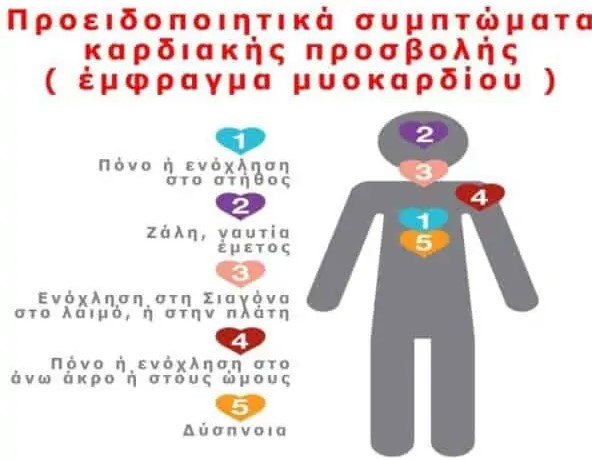 Προειδοποιητικά συμπτώματα
καρδιακής προσβολής
( έμφραγμα μυοκαρδίου )
1
Πόνο ή ενόχληση
στο στήθος
2
Ζάλη, ναυτία
έμετος
3
Ενόχληση στη Σιαγόνα
στο λαιμό, ή στην πλάτη
4
Πόνο ή ενόχληση στο
άνω άκρο ή στους ώμους
5
Δύσπνοια
2
3
4
1
5